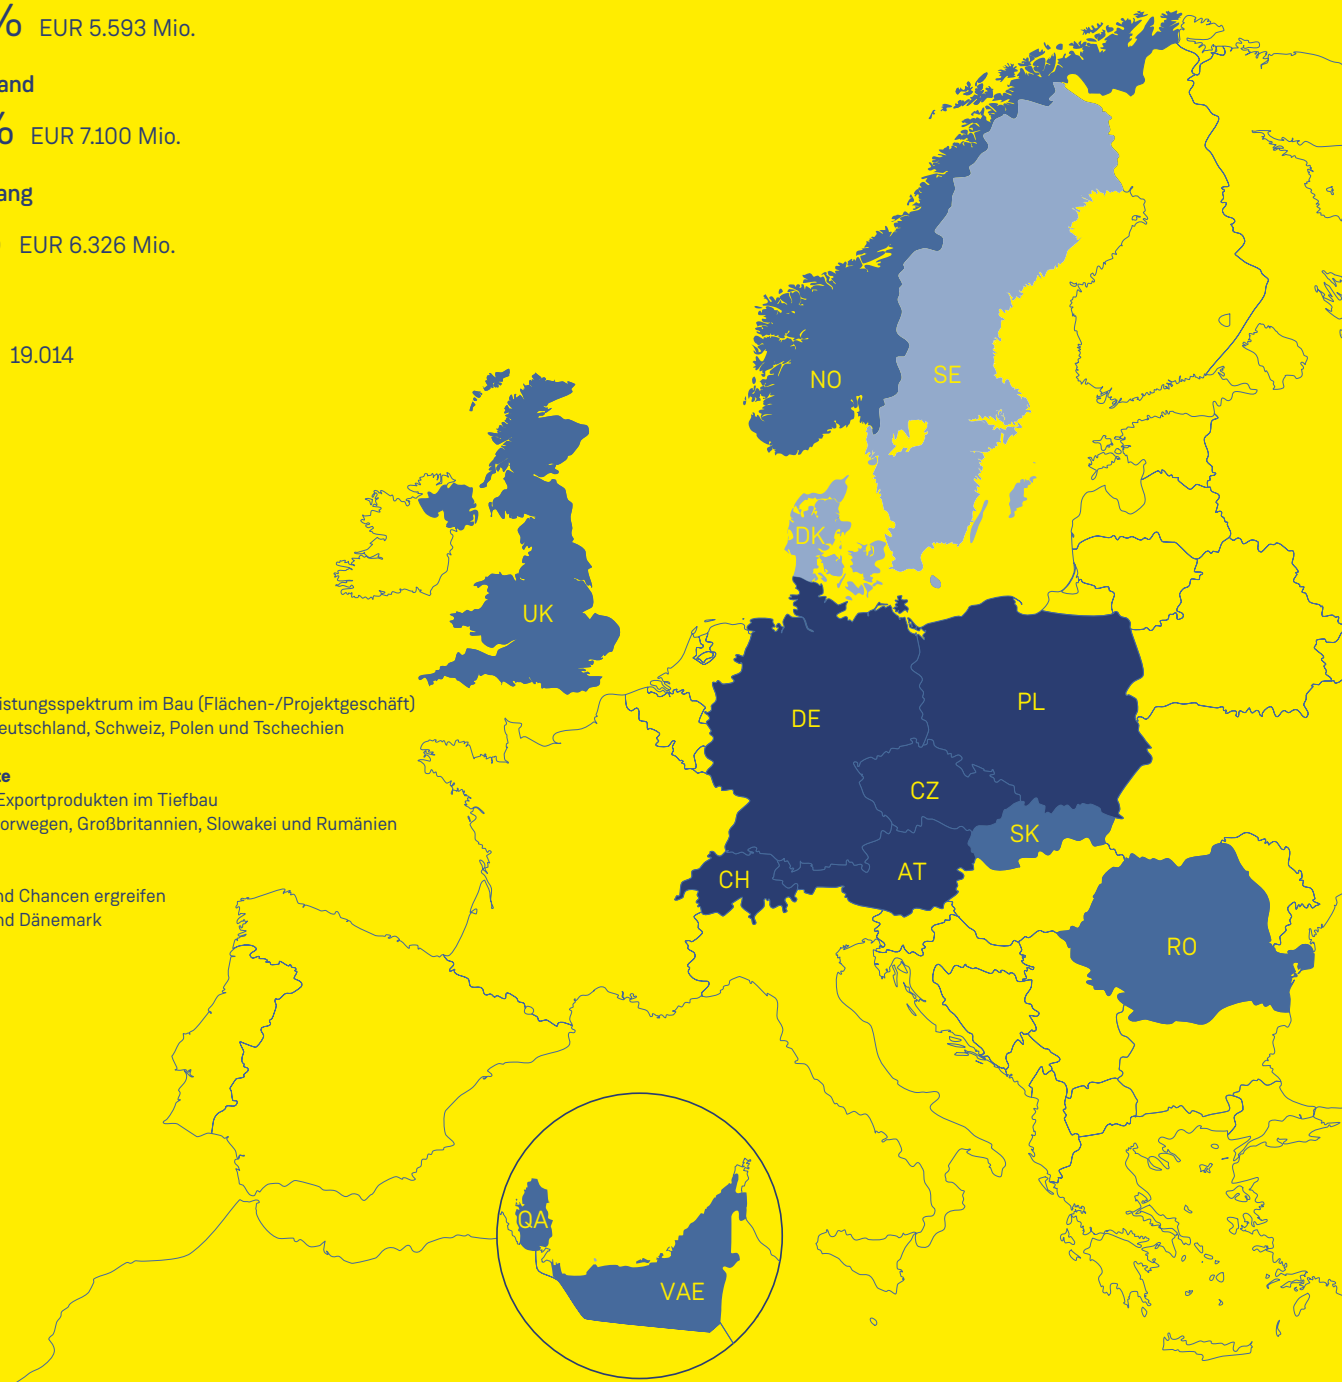 % EUR 5.593 Mio.
and
% EUR 7.100 Mio.
ang
EUR 6.326 Mio.
19.014
NO
SE
DK
UK
istungsspektrum im Bau (Flächen-/Projektgeschäft)
eutschland, Schweiz, Polen und Tschechien
DE
PL
te
Exportprodukten im Tiefbau
orwegen, Großbritannien, Slowakei und Rumänien
CZ
SK
CH
AT
nd Chancen ergreifen
nd Dänemark
RO
QA
VAE